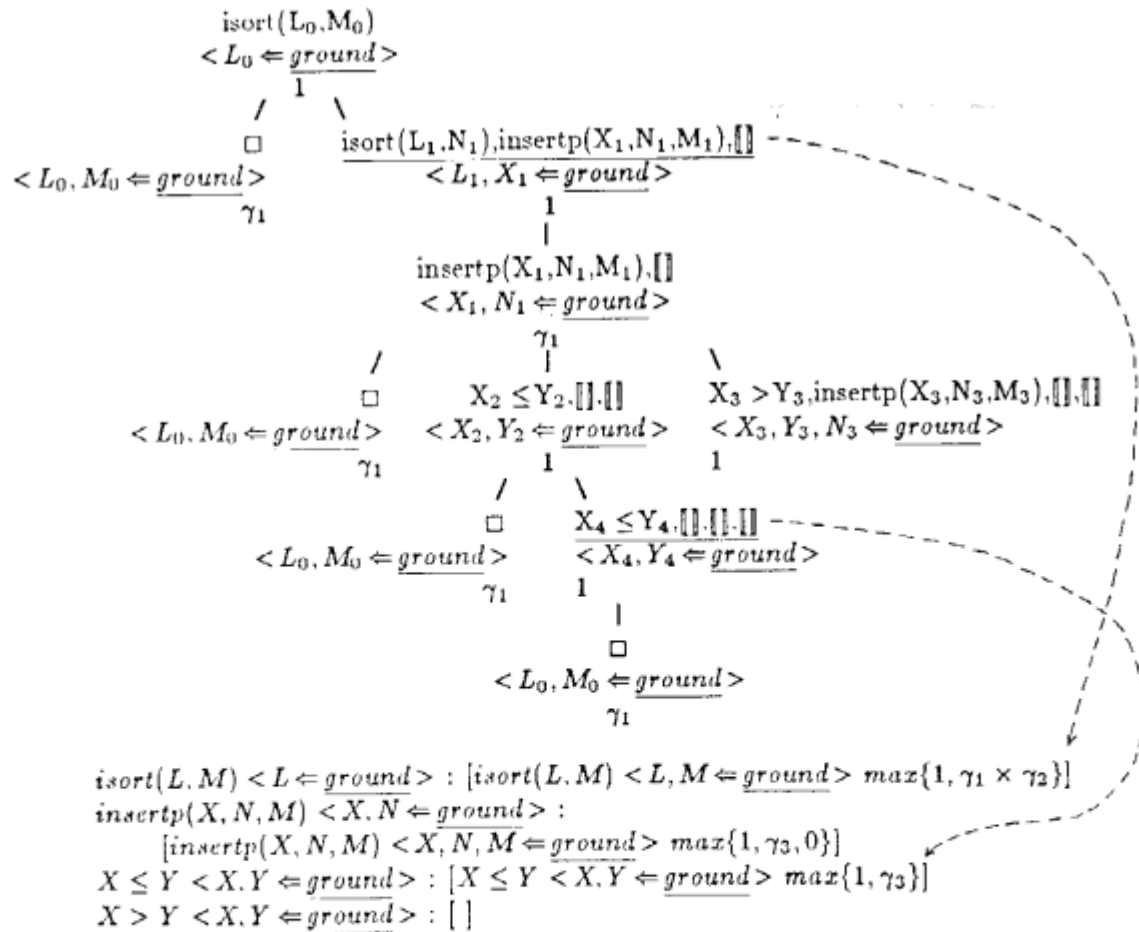 isort(L₀,M₀)
< L₀ ⇐ ground >
1
□ isort(L₁,N₁),insertp(X₁,N₁,M₁),[]
< L₀, M₀ ⇐ ground > < L₁, X₁ ⇐ ground >
γ₁ 1
insertp(X₁,N₁,M₁),[]
< X₁, N₁ ⇐ ground >
γ₁
□ X₂ ≤Y₂,[].[] X₃ >Y₃,insertp(X₃,N₃,M₃),[],[]
< L₀, M₀ ⇐ ground > < X₂, Y₂ ⇐ ground > < X₃, Y₃, N₃ ⇐ ground >
γ₁ 1 1
□ X₄ ≤Y₄,[].[].[]
< L₀, M₀ ⇐ ground > < X₄, Y₄ ⇐ ground >
γ₁ 1
□
< L₀, M₀ ⇐ ground >
γ₁
isort(L.M) < L ⇐ ground > : [isort(L.M) < L, M ⇐ ground > max{1, γ₁ × γ₂}]
insertp(X, N, M) < X.N ⇐ ground > :
[insertp(X, N, M) < X, N, M ⇐ ground > max{1, γ₃, 0}]
X ≤ Y < X.Y ⇐ ground > : [X ≤ Y < X.Y ⇐ ground > max{1, γ₃}]
X > Y < X.Y ⇐ ground > : [ ]